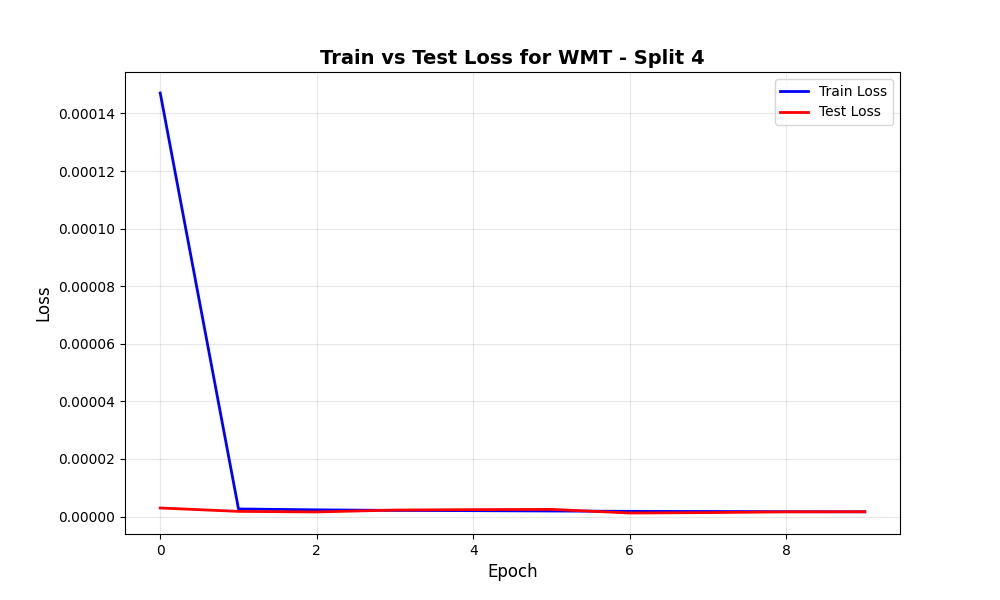 Train vs Test Loss for WMT - Split 4
Train Loss
Test Loss
0.00014
0.00012
0.00010
0.00008
0.00006
0.00004
0.00002
0.00000
Loss
0 2 4 6 8
Epoch